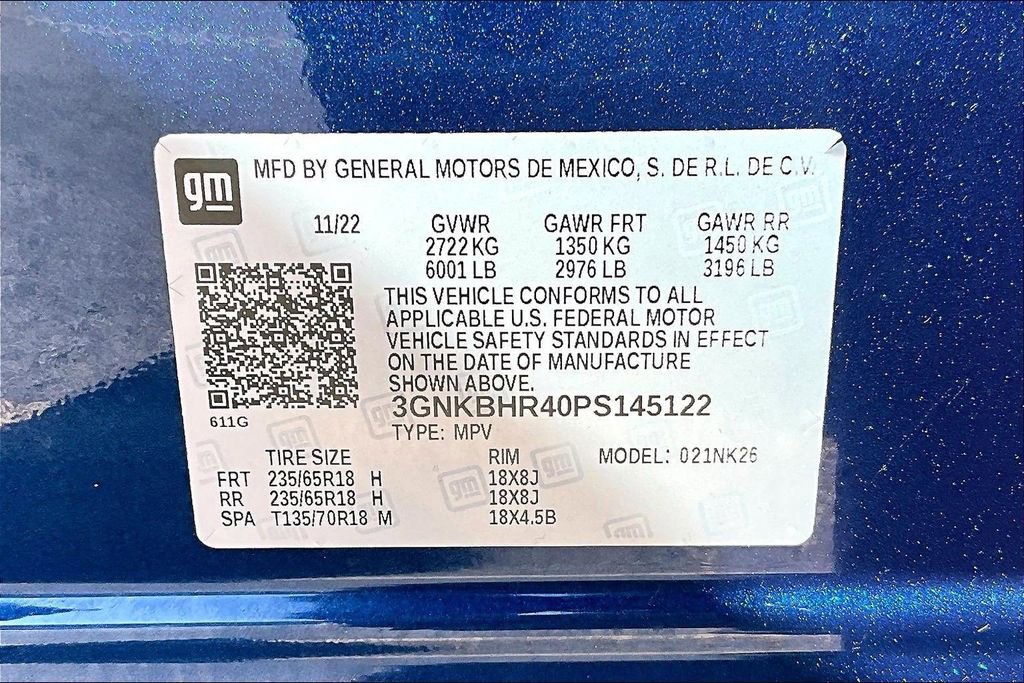 gm MFD BY GENERAL MOTORS DE MEXICO, S. DE R.L. DE C.V.
11/22 GVWR GAWR FRT GAWR RR
2722 KG 1350 KG 1450 KG
6001 LB 2976 LB 3196 LB
THIS VEHICLE CONFORMS TO ALL
APPLICABLE U.S. FEDERAL MOTOR
VEHICLE SAFETY STANDARDS IN EFFECT
ON THE DATE OF MANUFACTURE
SHOWN ABOVE.
3GNKBHR40PS145122
611G
TYPE: MPV
TIRE SIZE RIM MODEL: 021NK26
FRT 235/65R18 H 18X8J
RR 235/65R18 H 18X8J
SPA T135/70R18 M 18X4.5B